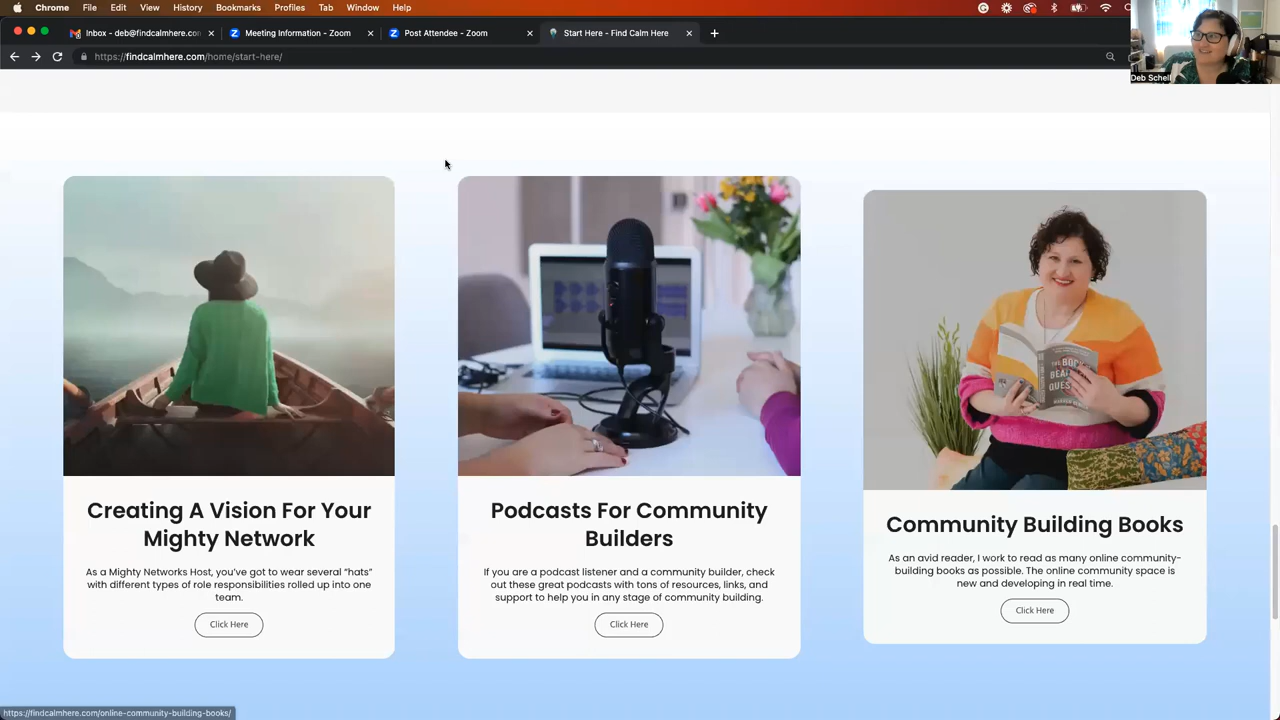 Chrome File Edit View History Bookmarks Profiles Tab Window Help
Inbox - deb@findcalmhere.con
Meeting Information - Zoom
Post Attendee - Zoom
Start Here - Find Calm Here
https://findcalmhere.com/home/start-here/
Deb Schell
Creating A Vision For Your
Mighty Network
As a Mighty Networks Host, you've got to wear several “hats”
with different types of role responsibilities rolled up into one
team.
Click Here
Podcasts For Community
Builders
If you are a podcast listener and a community builder, check
out these great podcasts with tons of resources, links, and
support to help you in any stage of community building.
Click Here
THE BOOK
Community Building Books
As an avid reader, I work to read as many online community-
building books as possible. The online community space is
new and developing in real time.
Click Here
https://findcalmhere.com/online-community-building-books/